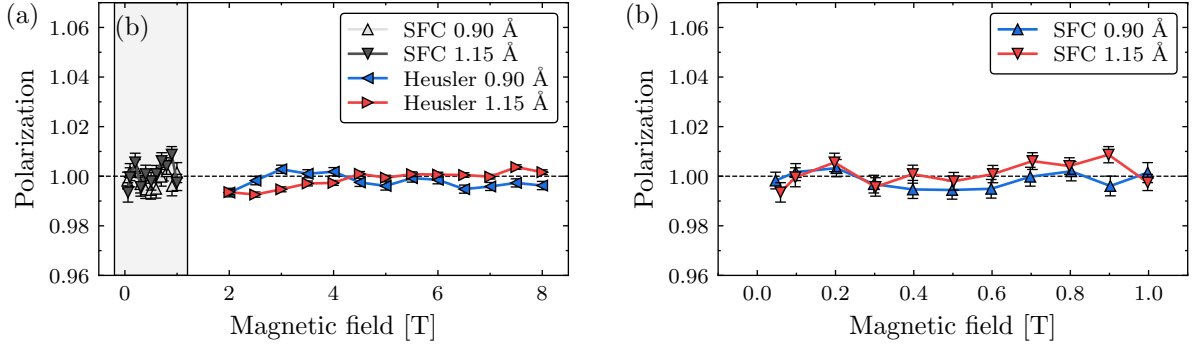 (a)
(b)
1.06
1.04
1.02
1.00
0.98
0.96
Polarization
SFC 0.90 Å
SFC 1.15 Å
Heusler 0.90 Å
Heusler 1.15 Å
0 2 4 6 8
Magnetic field [T]
(b)
1.06
1.04
1.02
1.00
0.98
0.96
Polarization
SFC 0.90 Å
SFC 1.15 Å
0.0 0.2 0.4 0.6 0.8 1.0
Magnetic field [T]